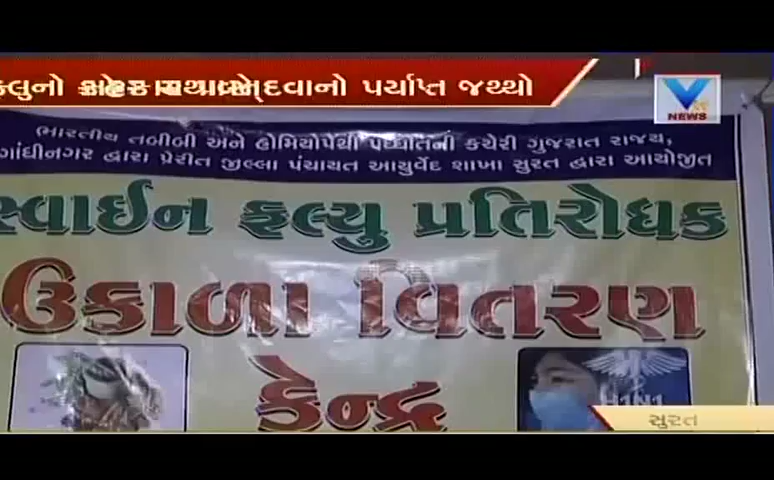 પર્યાપ્ત જથ્થો
V NEWS
ભારતીય તબીબી અને હોમિયોપેથી પધ્ધતિની કચેરી ગુજરાત રાજ્ય,
ગાંધીનગર દ્વારા પ્રેરીત જીલ્લા પંચાયત આયુર્વેદ શાખા સુરત દ્વારા આયોજીત
સ્વાઈન ફલ્યુ પ્રતિરોધક
ઉકાળા વિતરણ
કેન્દ્ર
H1N1
સુરત